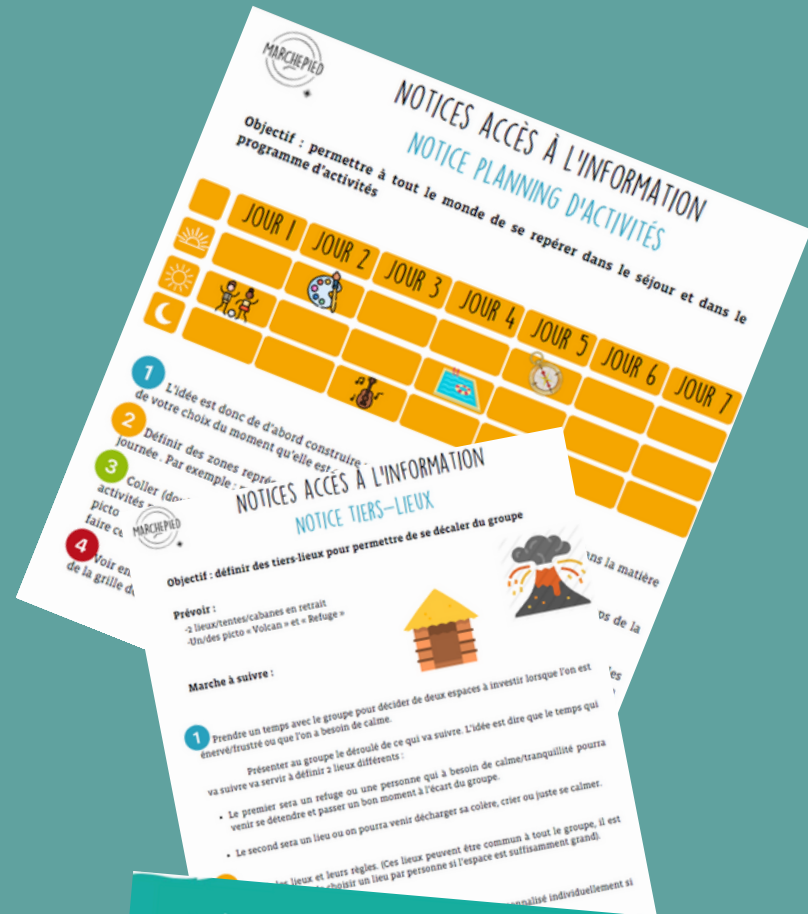 MARCHEPIED
NOTICES ACCÈS À L'INFORMATION
NOTICE PLANNING D'ACTIVITÉS
Objectif : permettre à tout le monde de se repérer dans le séjour et dans le
programme d'activités
JOUR 1 JOUR 2 JOUR 3 JOUR 4 JOUR 5 JOUR 6 JOUR 7
1 L'idée est donc de d'abord construire
de votre choix du moment qu'elle est
2 Définir des zones
journée . Par exemple :
3 Coller
activités
picto
faire ce
4 Voir en
de la grille
la matière
de la
MARCHEPIED
NOTICES ACCÈS À L'INFORMATION
NOTICE TIERS-LIEUX
Objectif : définir des tiers-lieux pour permettre de se décaler du groupe
Prévoir :
-2 lieux/tentes/cabanes en retrait
-Un/des picto « Volcan » et « Refuge »
Marche à suivre :
1 Prendre un temps avec le groupe pour décider de deux espaces à investir lorsque l'on est
énervé/frustré ou que l'on a besoin de calme.
Présenter au groupe le déroulé de ce qui va suivre. L'idée est dire que le temps qui
va suivre va servir à définir 2 lieux différents :
• Le premier sera un refuge ou une personne qui à besoin de calme/tranquilité pourra
venir se détendre et passer un bon moment à l'écart du groupe.
• Le second sera un lieu ou on pourra venir décharger sa colère, crier ou juste se calmer.
lieux et leurs règles. (Ces lieux peuvent être commun à tout le groupe, il est
choisir un lieu par personne si l'espace est suffisamment grand).
individuellement si